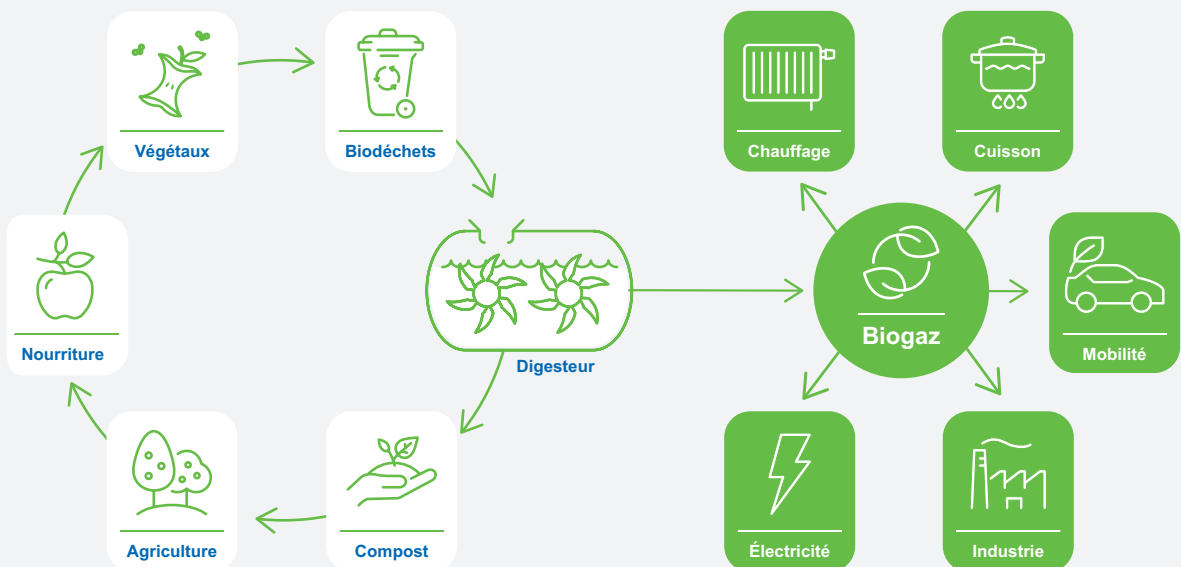 Végétaux
Biodéchets
Chauffage
Cuisson
Nourriture
Digesteur
Biogaz
Mobilité
Agriculture
Compost
Électricité
Industrie